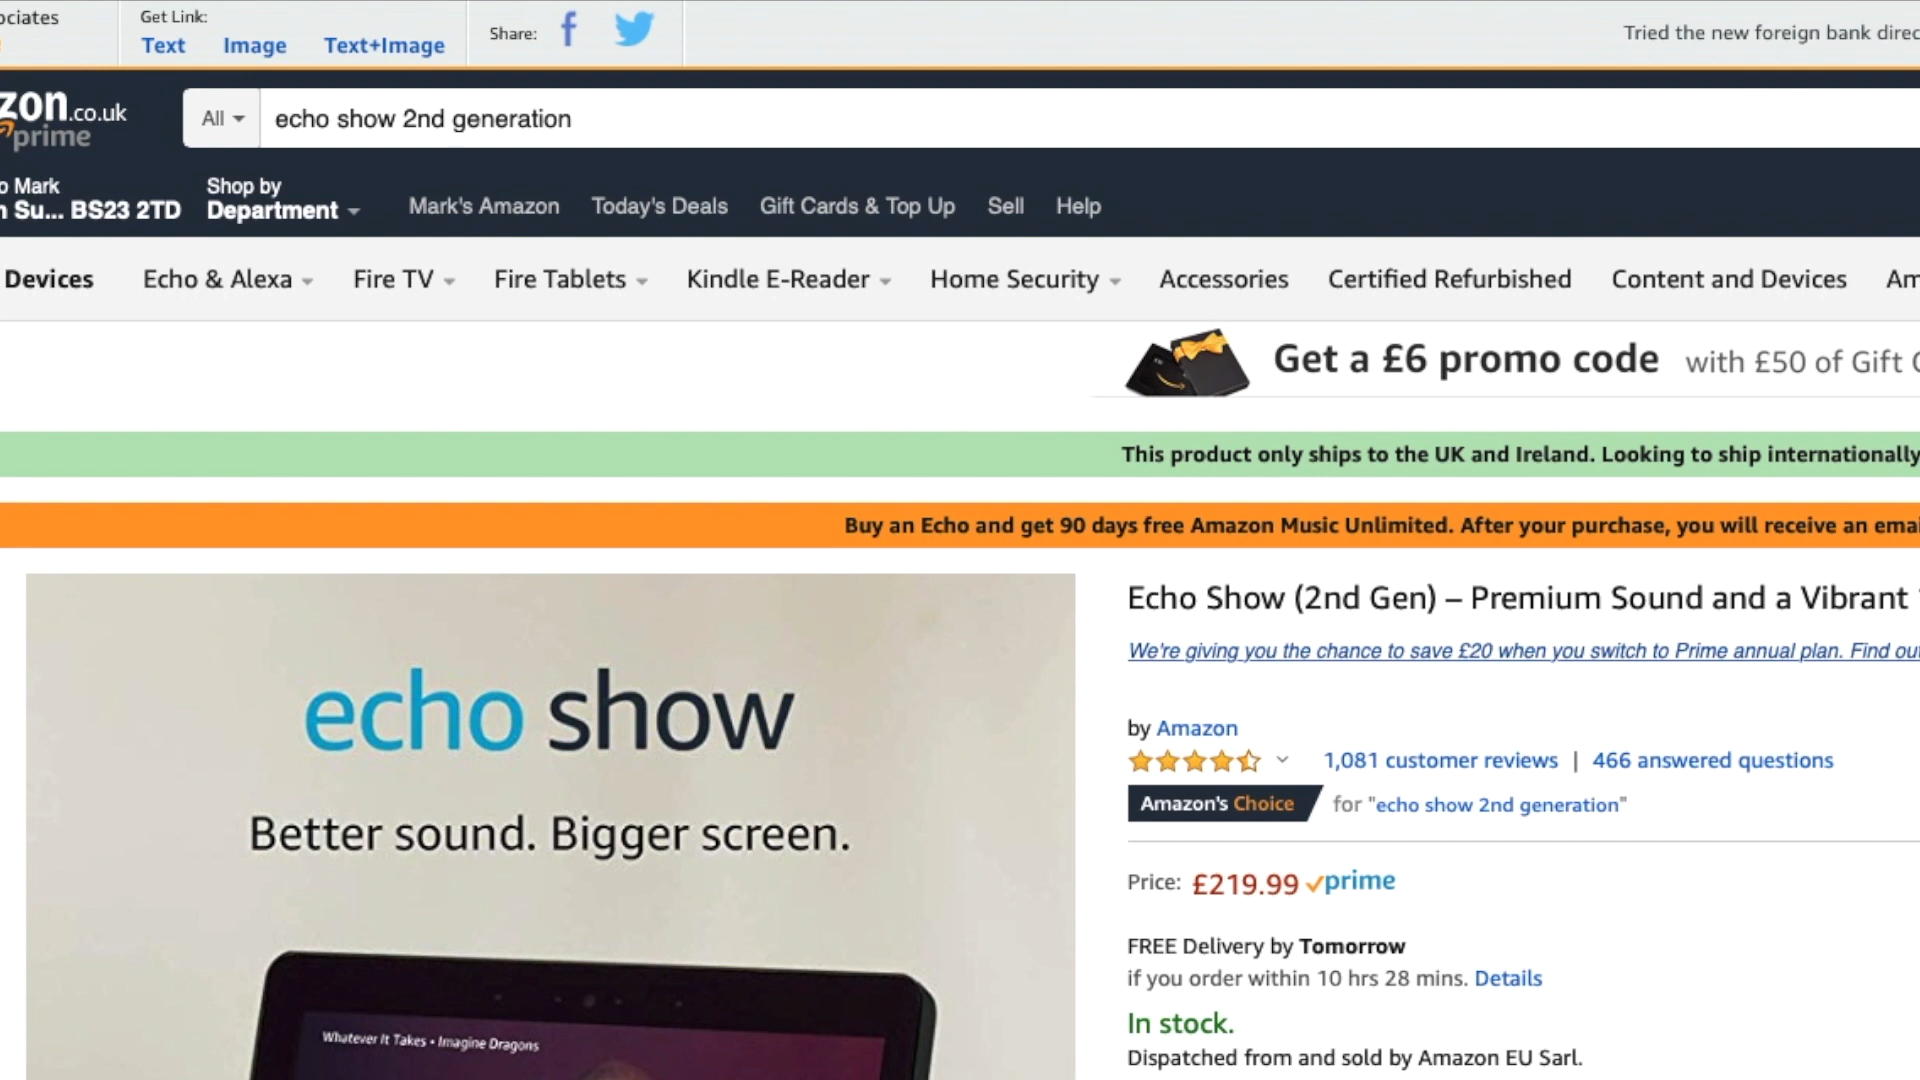 ociates
Get Link:
Text Image Text+Image
Share:
Tried the new foreign bank direc
zon.co.uk
prime
All
echo show 2nd generation
o Mark
n Su... BS23 2TD
Shop by
Department
Mark's Amazon Today's Deals Gift Cards & Top Up Sell Help
Devices Echo & Alexa Fire TV Fire Tablets Kindle E-Reader Home Security Accessories Certified Refurbished Content and Devices Am
Get a £6 promo code with £50 of Gift
This product only ships to the UK and Ireland. Looking to ship internationally
Buy an Echo and get 90 days free Amazon Music Unlimited. After your purchase, you will receive an emai
echo show
Better sound. Bigger screen.
Whatever It Takes • Imagine Dragons
Echo Show (2nd Gen) – Premium Sound and a Vibrant
We're giving you the chance to save £20 when you switch to Prime annual plan. Find out
by Amazon
1,081 customer reviews | 466 answered questions
Amazon's Choice for "echo show 2nd generation"
Price: £219.99 prime
FREE Delivery by Tomorrow
if you order within 10 hrs 28 mins. Details
In stock.
Dispatched from and sold by Amazon EU Sarl.